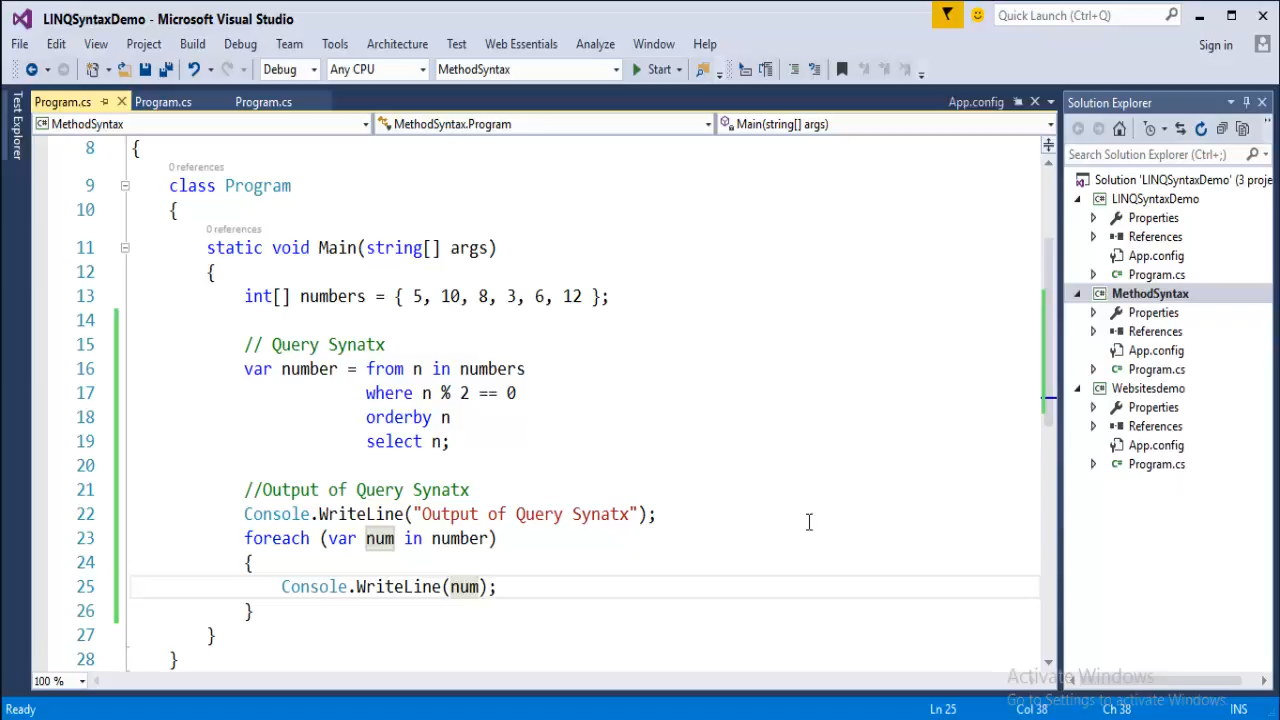 LINQSyntaxDemo - Microsoft Visual Studio
Quick Launch (Ctrl+Q)
File Edit View Project Build Debug Team Tools Architecture Test Web Essentials Analyze Window Help
Sign in
Debug Any CPU MethodSyntax Start
Test Explorer
Program.cs Program.cs Program.cs App.config
MethodSyntax MethodSyntax.Program Main(string[] args)
8 {
0 references
9 class Program
10 {
0 references
11 static void Main(string[] args)
12 {
13 int[] numbers = { 5, 10, 8, 3, 6, 12 };
14
15 // Query Synatx
16 var number = from n in numbers
17 where n % 2 == 0
18 orderby n
19 select n;
20
21 //Output of Query Synatx
22 Console.WriteLine("Output of Query Synatx");
23 foreach (var num in number)
24 {
25 Console.WriteLine(num);
26 }
27 }
28 }
100 %
Solution Explorer
Search Solution Explorer (Ctrl+;)
Solution 'LINQSyntaxDemo' (3 proje
LINQSyntaxDemo
Properties
References
App.config
Program.cs
MethodSyntax
Properties
References
App.config
Program.cs
Websitesdemo
Properties
References
App.config
Program.cs
Activate Windows
Go to Settings to activate Windows.
Ready Ln 25 Col 38 Ch 38 INS